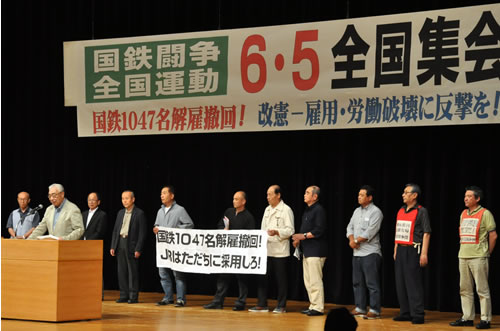 国鉄闘争
全国運動
6・5全国集会
国鉄1047名解雇撤回！ 改憲－雇用・労働破壊に反撃を！
国鉄1047名解雇撤回！
JRはただちに採用しろ！